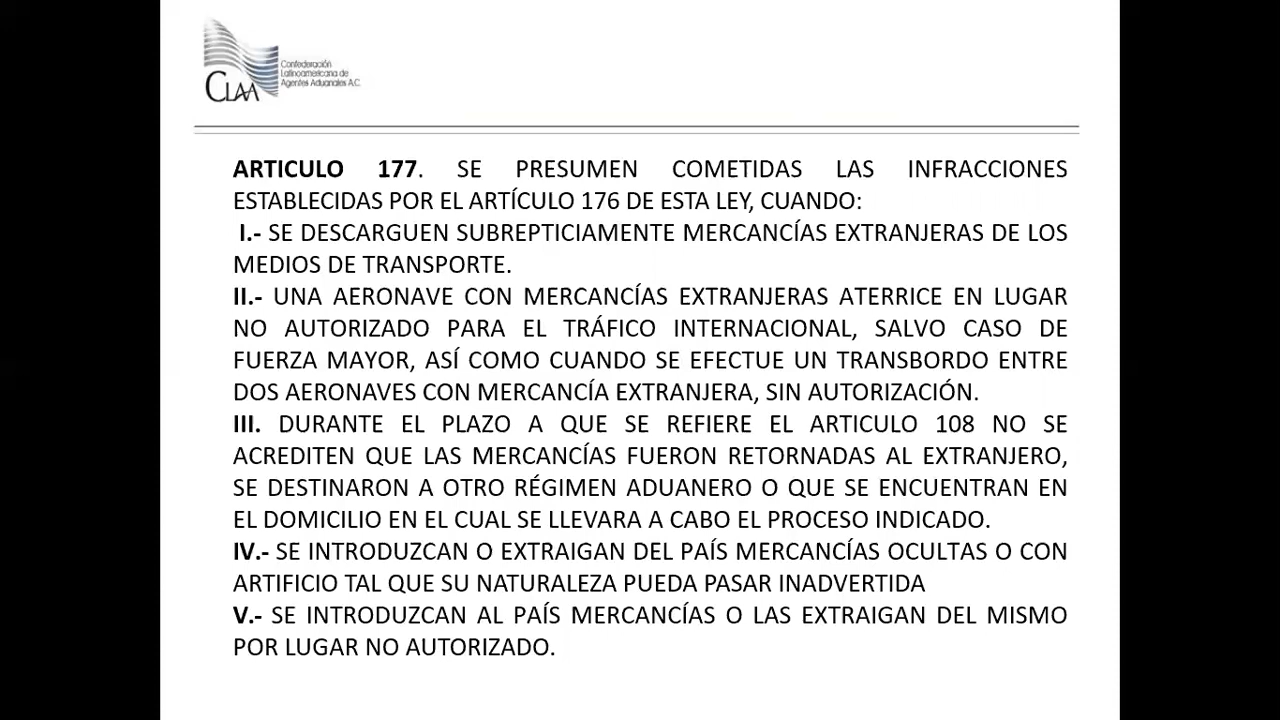 CLAA
Confederación
Latinoamericana de
Agentes Aduanales A.C.
ARTICULO 177. SE PRESUMEN COMETIDAS LAS INFRACCIONES
ESTABLECIDAS POR EL ARTÍCULO 176 DE ESTA LEY, CUANDO:
I.- SE DESCARGUEN SUBREPTICIAMENTE MERCANCÍAS EXTRANJERAS DE LOS
MEDIOS DE TRANSPORTE.
II.- UNA AERONAVE CON MERCANCÍAS EXTRANJERAS ATERRICE EN LUGAR
NO AUTORIZADO PARA EL TRÁFICO INTERNACIONAL, SALVO CASO DE
FUERZA MAYOR, ASÍ COMO CUANDO SE EFECTUE UN TRANSBORDO ENTRE
DOS AERONAVES CON MERCANCÍA EXTRANJERA, SIN AUTORIZACIÓN.
III. DURANTE EL PLAZO A QUE SE REFIERE EL ARTICULO 108 NO SE
ACREDITEN QUE LAS MERCANCÍAS FUERON RETORNADAS AL EXTRANJERO,
SE DESTINARON A OTRO RÉGIMEN ADUANERO O QUE SE ENCUENTRAN EN
EL DOMICILIO EN EL CUAL SE LLEVARA A CABO EL PROCESO INDICADO.
IV.- SE INTRODUZCAN O EXTRAIGAN DEL PAÍS MERCANCÍAS OCULTAS O CON
ARTIFICIO TAL QUE SU NATURALEZA PUEDA PASAR INADVERTIDA
V.- SE INTRODUZCAN AL PAÍS MERCANCÍAS O LAS EXTRAIGAN DEL MISMO
POR LUGAR NO AUTORIZADO.